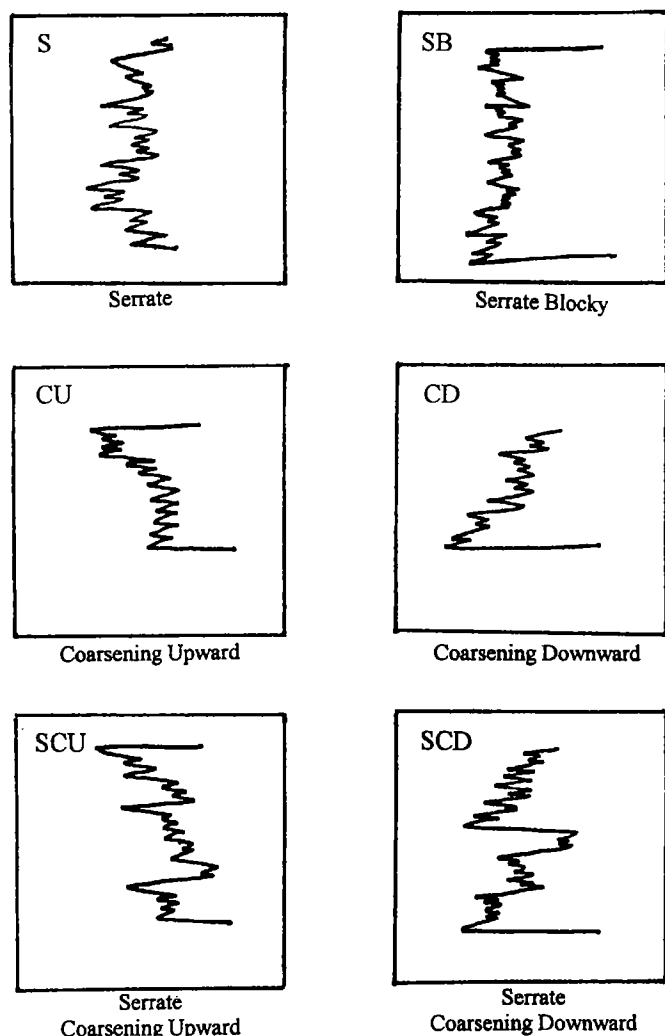 S
SB
Serrate
Serrate Blocky
CU
CD
Coarsening Upward
Coarsening Downward
SCU
SCD
Serrate
Coarsening Upward
Serrate
Coarsening Downward